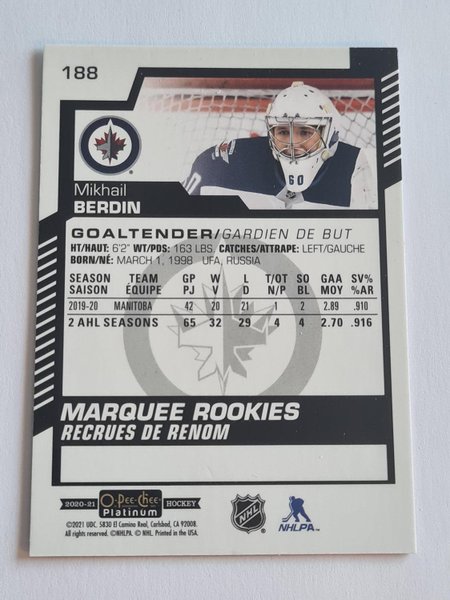 188
60
Mikhail
BERDIN
GOALTENDER/GARDIEN DE BUT
HT/HAUT: 6'2" WT/PDS: 163 LBS. CATCHES/ATTRAPE: LEFT/GAUCHE
BORN/NÉ: MARCH 1, 1998 UFA, RUSSIA
SEASON TEAM GP W L T/OT SO GAA SV%
SAISON ÉQUIPE PJ V D N/P BL MOY %AR
2019-20 MANITOBA 42 20 21 1 2 2.89 .910
2 AHL SEASONS 65 32 29 4 4 2.70 .916
MARQUEE ROOKIES
RECRUES DE RENOM
2020-21 O-Pee-Chee Platinum HOCKEY
©2021 UDC. 5830 El Camino Real, Carlsbad, CA 92008.
All rights reserved. ©NHLPA. © NHL. Printed in the USA.
NHL
NHLPA